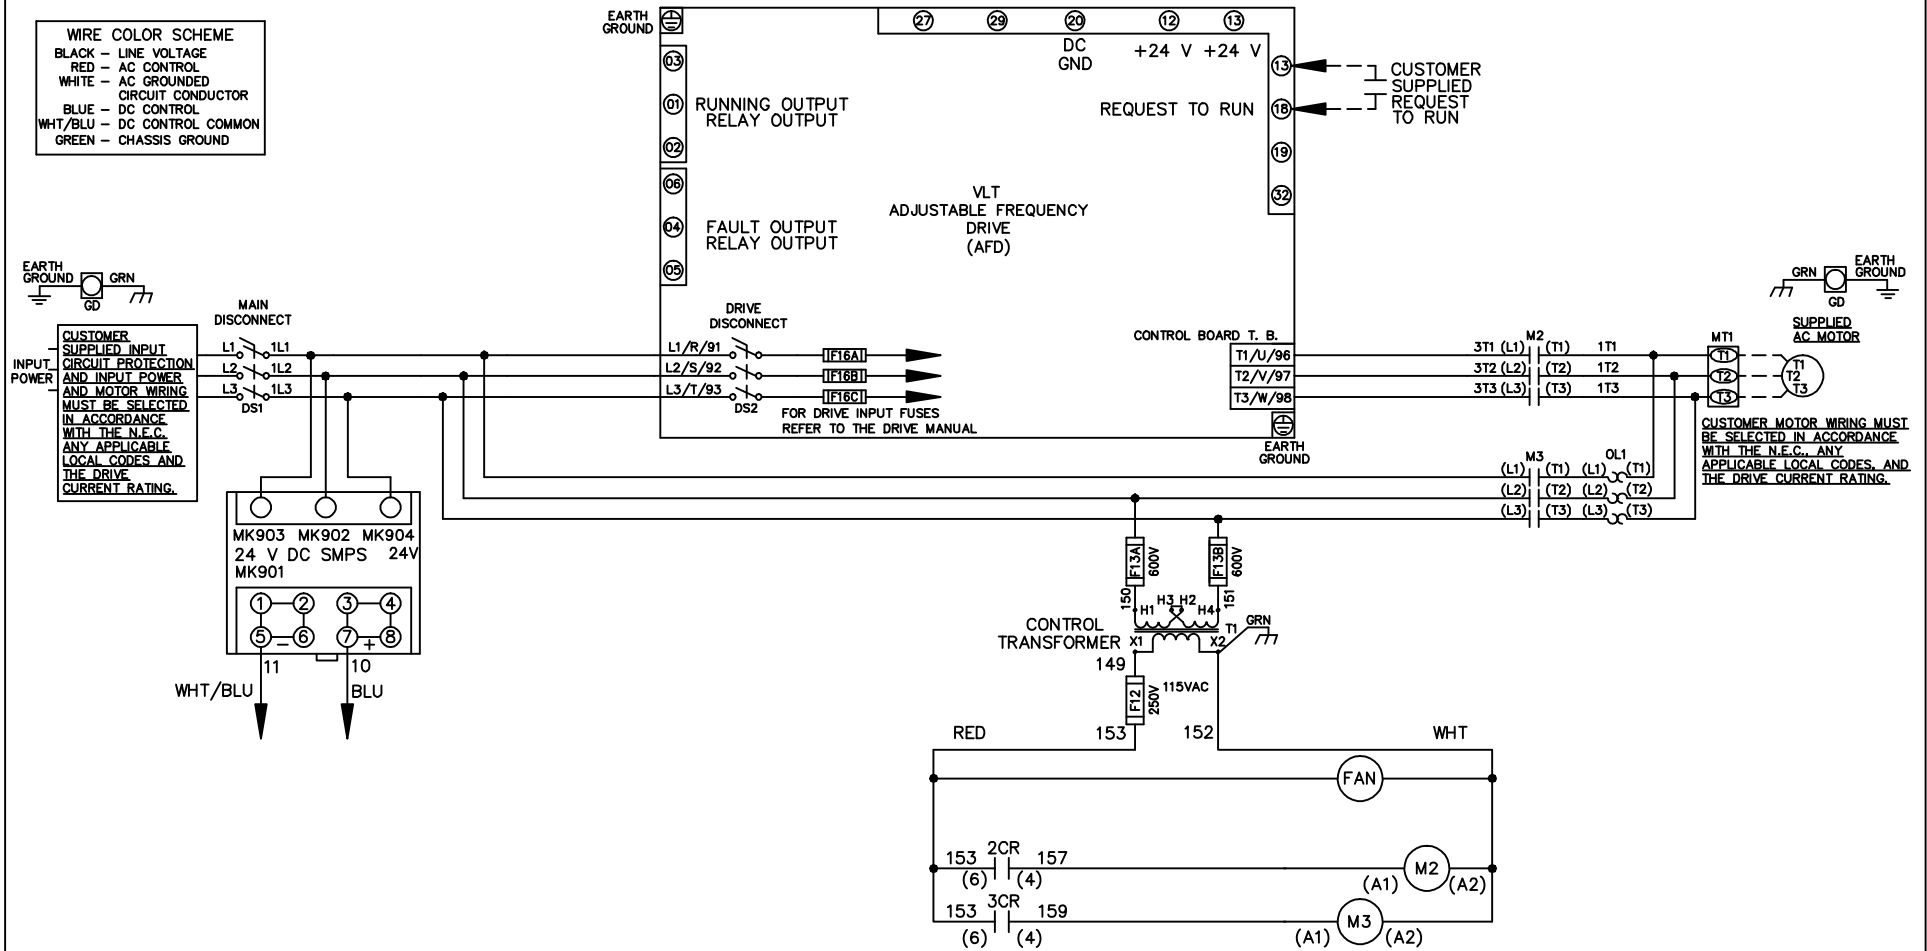 WIRE COLOR SCHEME
BLACK – LINE VOLTAGE
RED – AC CONTROL
WHITE – AC GROUNDED
CIRCUIT CONDUCTOR
BLUE – DC CONTROL
WHT/BLU – DC CONTROL COMMON
GREEN – CHASSIS GROUND
EARTH
GROUND
27 29 20 12 13
DC
GND
+24 V +24 V
03
01
02
RUNNING OUTPUT
RELAY OUTPUT
06
04
05
FAULT OUTPUT
RELAY OUTPUT
13
18
19
32
REQUEST TO RUN
CUSTOMER
SUPPLIED
REQUEST
TO RUN
VLT
ADJUSTABLE FREQUENCY
DRIVE
(AFD)
EARTH
GROUND
GRN
GD
INPUT
POWER
CUSTOMER
SUPPLIED INPUT
CIRCUIT PROTECTION
AND INPUT POWER
AND MOTOR WIRING
MUST BE SELECTED
IN ACCORDANCE
WITH THE N.E.C.
ANY APPLICABLE
LOCAL CODES AND
THE DRIVE
CURRENT RATING.
MAIN
DISCONNECT
L1 1L1
L2 1L2
L3 1L3
DS1
DRIVE
DISCONNECT
L1/R/91
L2/S/92
L3/T/93
DS2
F16A
F16B
F16C
FOR DRIVE INPUT FUSES
REFER TO THE DRIVE MANUAL
CONTROL BOARD T. B.
T1/U/96
T2/V/97
T3/W/98
EARTH
GROUND
M2
3T1 (L1) (T1) 1T1
3T2 (L2) (T2) 1T2
3T3 (L3) (T3) 1T3
MT1
T1
T2
T3
GRN
GD
EARTH
GROUND
SUPPLIED
AC MOTOR
T1
T2
T3
CUSTOMER MOTOR WIRING MUST
BE SELECTED IN ACCORDANCE
WITH THE N.E.C., ANY
APPLICABLE LOCAL CODES, AND
THE DRIVE CURRENT RATING.
M3 OL1
(L1) (T1) (L1) (T1)
(L2) (T2) (L2) (T2)
(L3) (T3) (L3) (T3)
MK903 MK902 MK904
24 V DC SMPS 24V
MK901
1 2 3 4
5 – 6 7 + 8
11 10
WHT/BLU BLU
F13A 600V
F13B 600V
150 151
H1 H3 H2 H4
CONTROL
TRANSFORMER
X1 X2
T1
GRN
149
F12 250V
115VAC
153 152
RED WHT
FAN
153 2CR 157
(6) (4)
(A1) M2 (A2)
153 3CR 159
(6) (4)
(A1) M3 (A2)